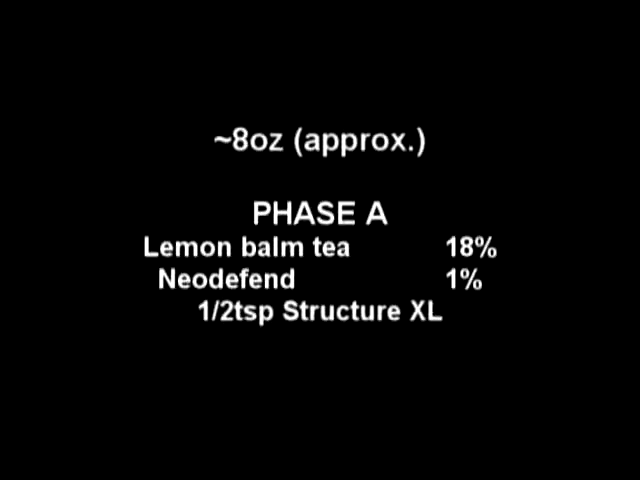 ~8oz (approx.)
PHASE A
Lemon balm tea 18%
Neodefend 1%
1/2tsp Structure XL